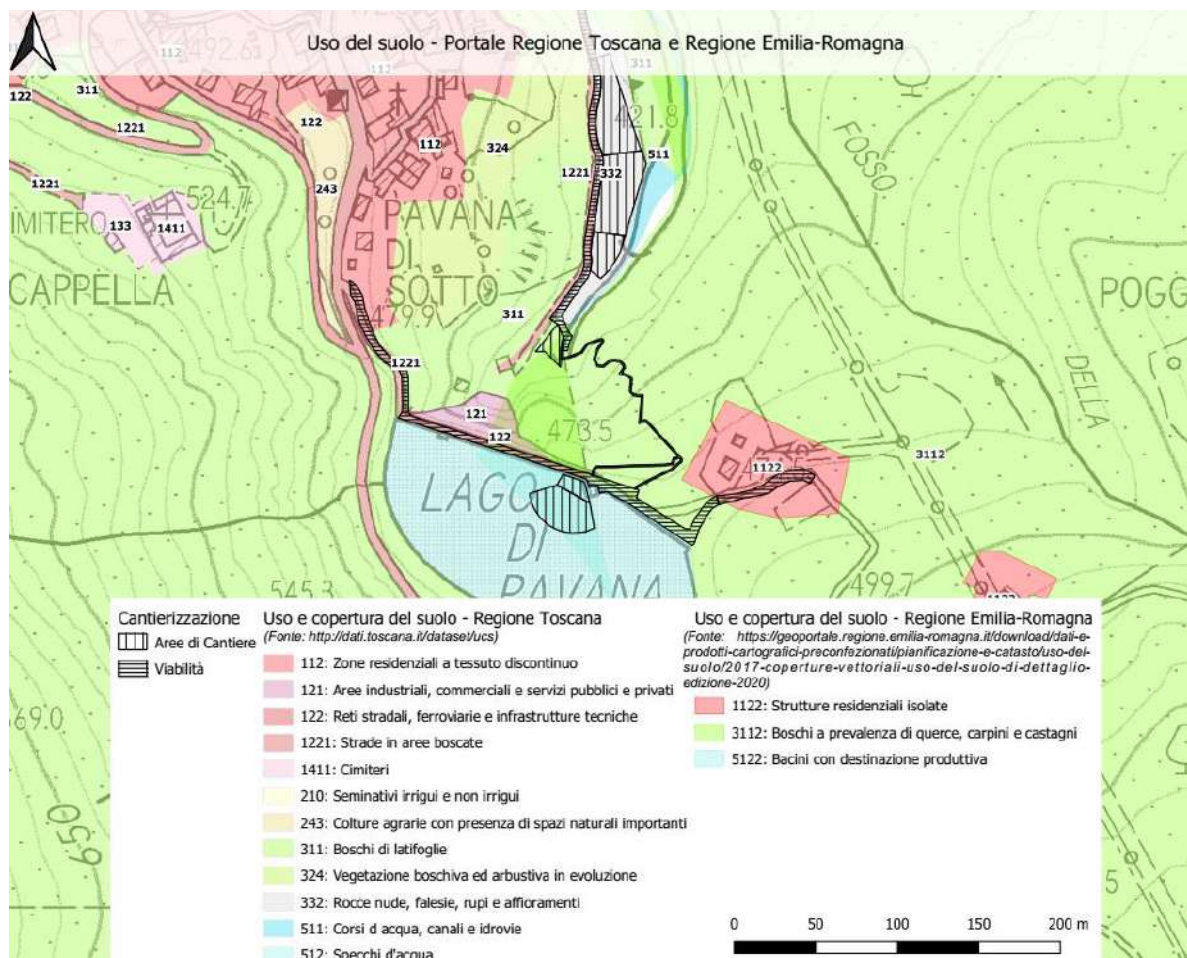 Uso del suolo - Portale Regione Toscana e Regione Emilia-Romagna
112
492.6
112
311
122
311
1221
122
112
324
421.8
511
332
1221
FOSSO
1221
243
524.7
IMITERO
133
1411
PAVANA
DI
SOTTO
CAPPELLA
POGG
479.9
311
DELLA
1221
121
122
473.5
1122
3112
LAGO
DI
PAVANA
545.3
499.7
1122
69.0
650
5
Cantierizzazione
Aree di Cantiere
Viabilità
Uso e copertura del suolo - Regione Toscana
(Fonte: http://dati.toscana.it/dataset/ucs)
112: Zone residenziali a tessuto discontinuo
121: Aree industriali, commerciali e servizi pubblici e privati
122: Reti stradali, ferroviarie e infrastrutture tecniche
1221: Strade in aree boscate
1411: Cimiteri
210: Seminativi irrigui e non irrigui
243: Colture agrarie con presenza di spazi naturali importanti
311: Boschi di latifoglie
324: Vegetazione boschiva ed arbustiva in evoluzione
332: Rocce nude, falesie, rupi e affioramenti
511: Corsi d acqua, canali e idrovie
512: Specchi d'acqua
Uso e copertura del suolo - Regione Emilia-Romagna
(Fonte: https://geoportale.regione.emilia-romagna.it/download/dati-e-
prodotti-cartografici-preconfezionati/pianificazione-e-catasto/uso-del-
suolo/2017-coperture-vettoriali-uso-del-suolo-di-dettaglio-
edizione-2020)
1122: Strutture residenziali isolate
3112: Boschi a prevalenza di querce, carpini e castagni
5122: Bacini con destinazione produttiva
0 50 100 150 200 m